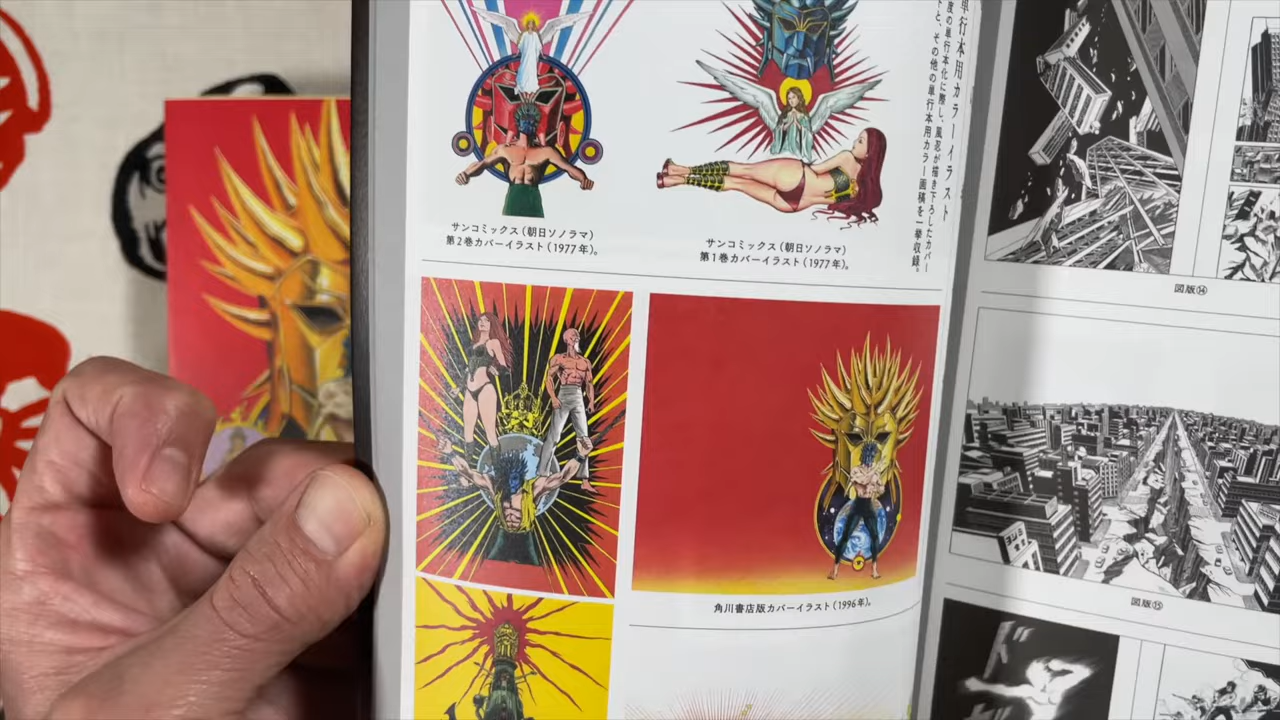 単行本用カラーイラスト
度の単行本化に際し、風忍が描き下ろしたカバー
と、その他の単行本用カラー画稿を一挙収録。
サンコミックス(朝日ソノラマ)
第2巻カバーイラスト(1977年)。
サンコミックス(朝日ソノラマ)
第1巻カバーイラスト(1977年)。
角川書店版カバーイラスト(1996年)。
図版⑭
図版⑮